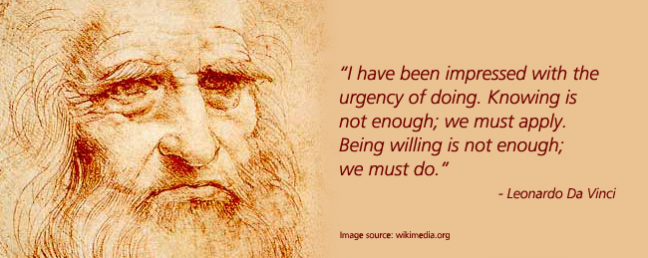 “I have been impressed with the
urgency of doing. Knowing is
not enough; we must apply.
Being willing is not enough;
we must do.”
- Leonardo Da Vinci
Image source: wikimedia.org